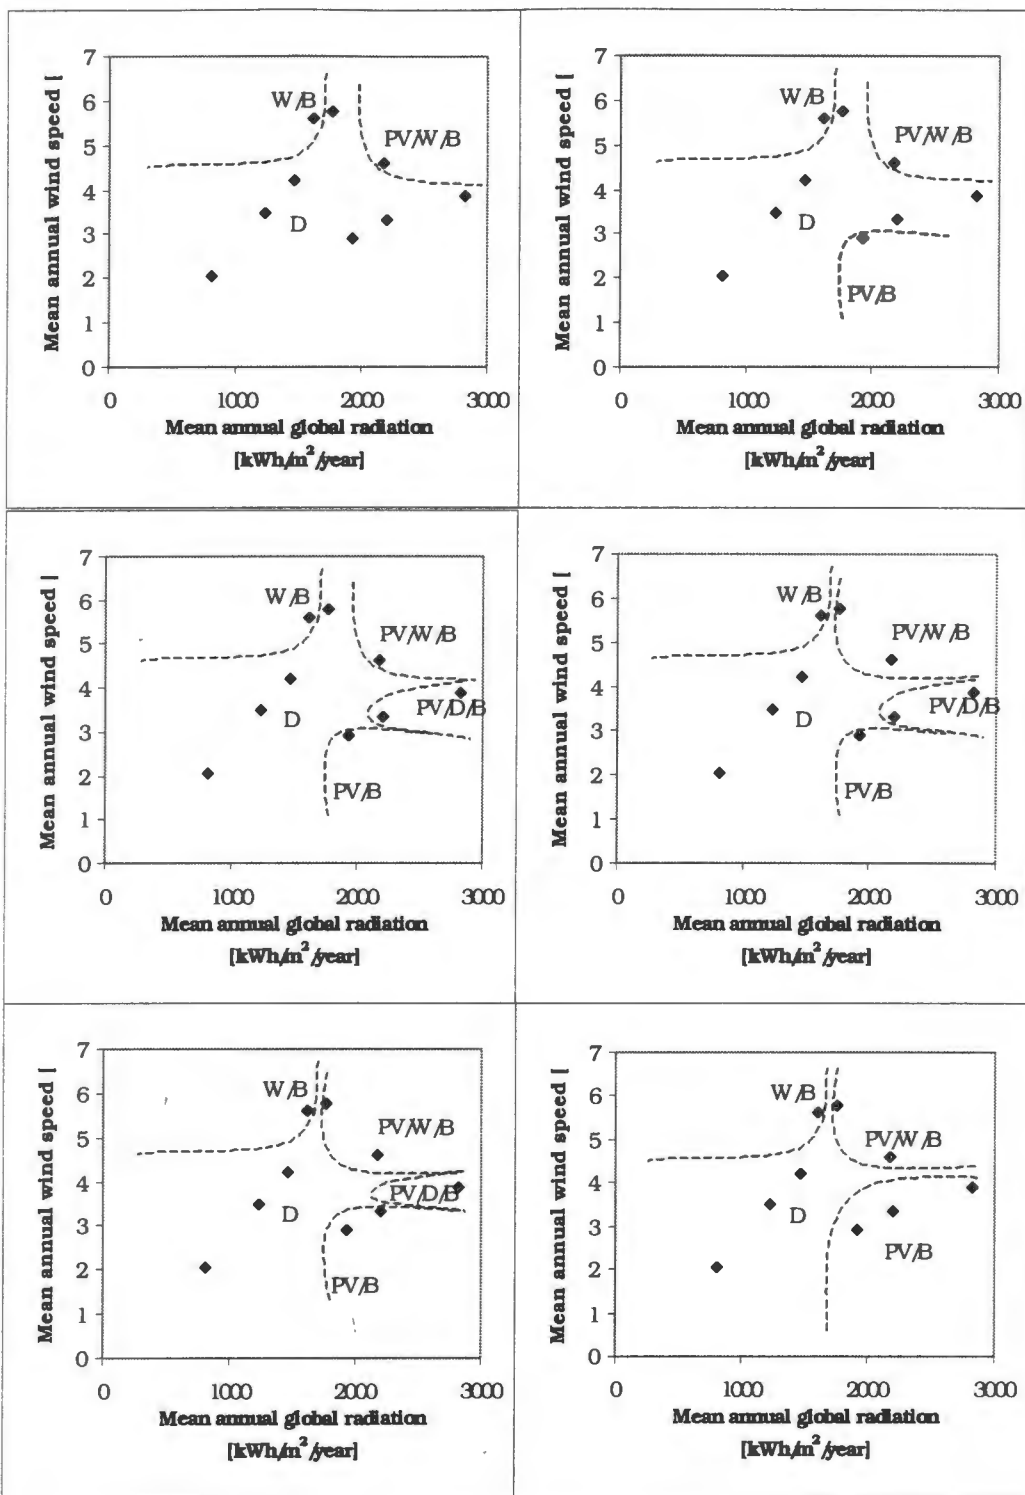 Mean annual wind speed [
7
6
5
4
3
2
1
0
W/B
PV/W/B
D
0 1000 2000 3000
Mean annual global radiation
[kWh/m²/year]
Mean annual wind speed [
7
6
5
4
3
2
1
0
W/B
PV/W/B
D
PV/B
0 1000 2000 3000
Mean annual global radiation
[kWh/m²/year]
Mean annual wind speed [
7
6
5
4
3
2
1
0
W/B
PV/W/B
PV/D/B
D
PV/B
0 1000 2000 3000
Mean annual global radiation
[kWh/m²/year]
Mean annual wind speed [
7
6
5
4
3
2
1
0
W/B
PV/W/B
PV/D/B
D
PV/B
0 1000 2000 3000
Mean annual global radiation
[kWh/m²/year]
Mean annual wind speed [
7
6
5
4
3
2
1
0
W/B
PV/W/B
PV/D/B
D
PV/B
0 1000 2000 3000
Mean annual global radiation
[kWh/m²/year]
Mean annual wind speed [
7
6
5
4
3
2
1
0
W/B
PV/W/B
D
PV/B
0 1000 2000 3000
Mean annual global radiation
[kWh/m²/year]